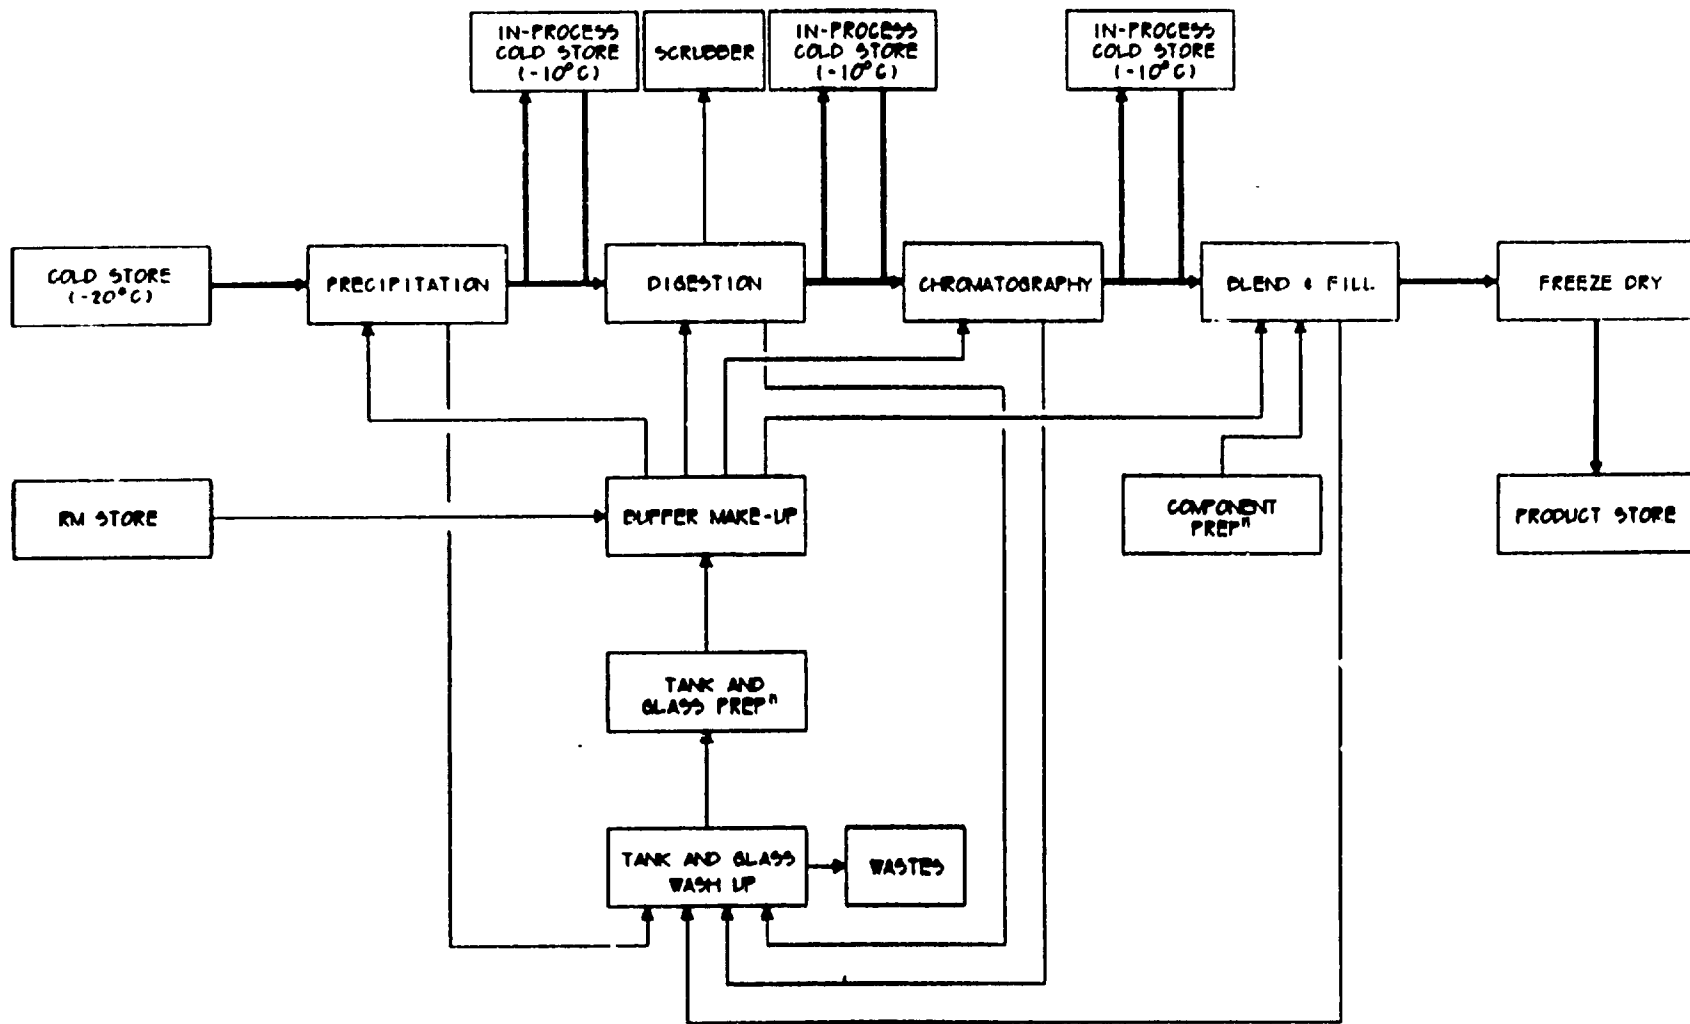 IN-PROCESS
COLD STORE
(-10°C)
SCRUBBER
IN-PROCESS
COLD STORE
(-10°C)
IN-PROCESS
COLD STORE
(-10°C)
COLD STORE
(-20°C)
PRECIPITATION
DIGESTION
CHROMATOGRAPHY
BLEND & FILL
FREEZE DRY
RM STORE
BUFFER MAKE-UP
COMPONENT
PREPⁿ
PRODUCT STORE
TANK AND
GLASS PREPⁿ
TANK AND GLASS
WASH UP
WASTES